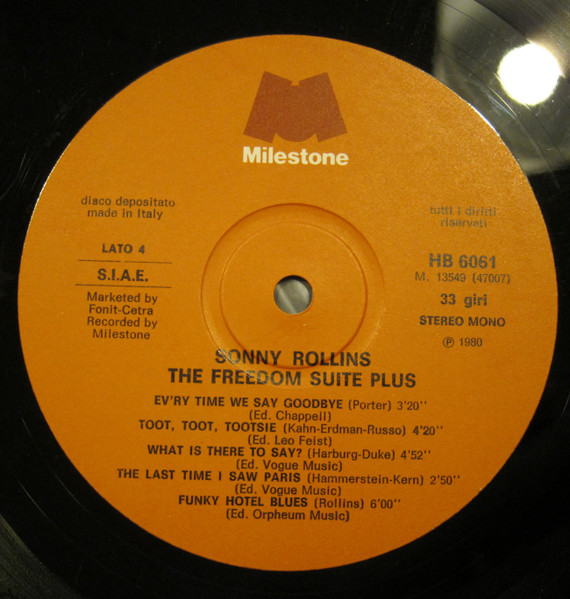 Milestone
disco depositato
made in Italy
LATO 4
S.I.A.E.
Marketed by
Fonit-Cetra
Recorded by
Milestone
tutti i diritti
riservati
HB 6061
M. 13549 (47007)
33 giri
STEREO MONO
Ⓟ 1980
SONNY ROLLINS
THE FREEDOM SUITE PLUS
EV'RY TIME WE SAY GOODBYE (Porter) 3'20''
(Ed. Chappell)
TOOT, TOOT, TOOTSIE (Kahn-Erdman-Russo) 4'20''
(Ed. Leo Feist)
WHAT IS THERE TO SAY? (Harburg-Duke) 4'52''
(Ed. Vogue Music)
THE LAST TIME I SAW PARIS (Hammerstein-Kern) 2'50''
(Ed. Vogue Music)
FUNKY HOTEL BLUES (Rollins) 6'00''
(Ed. Orpheum Music)